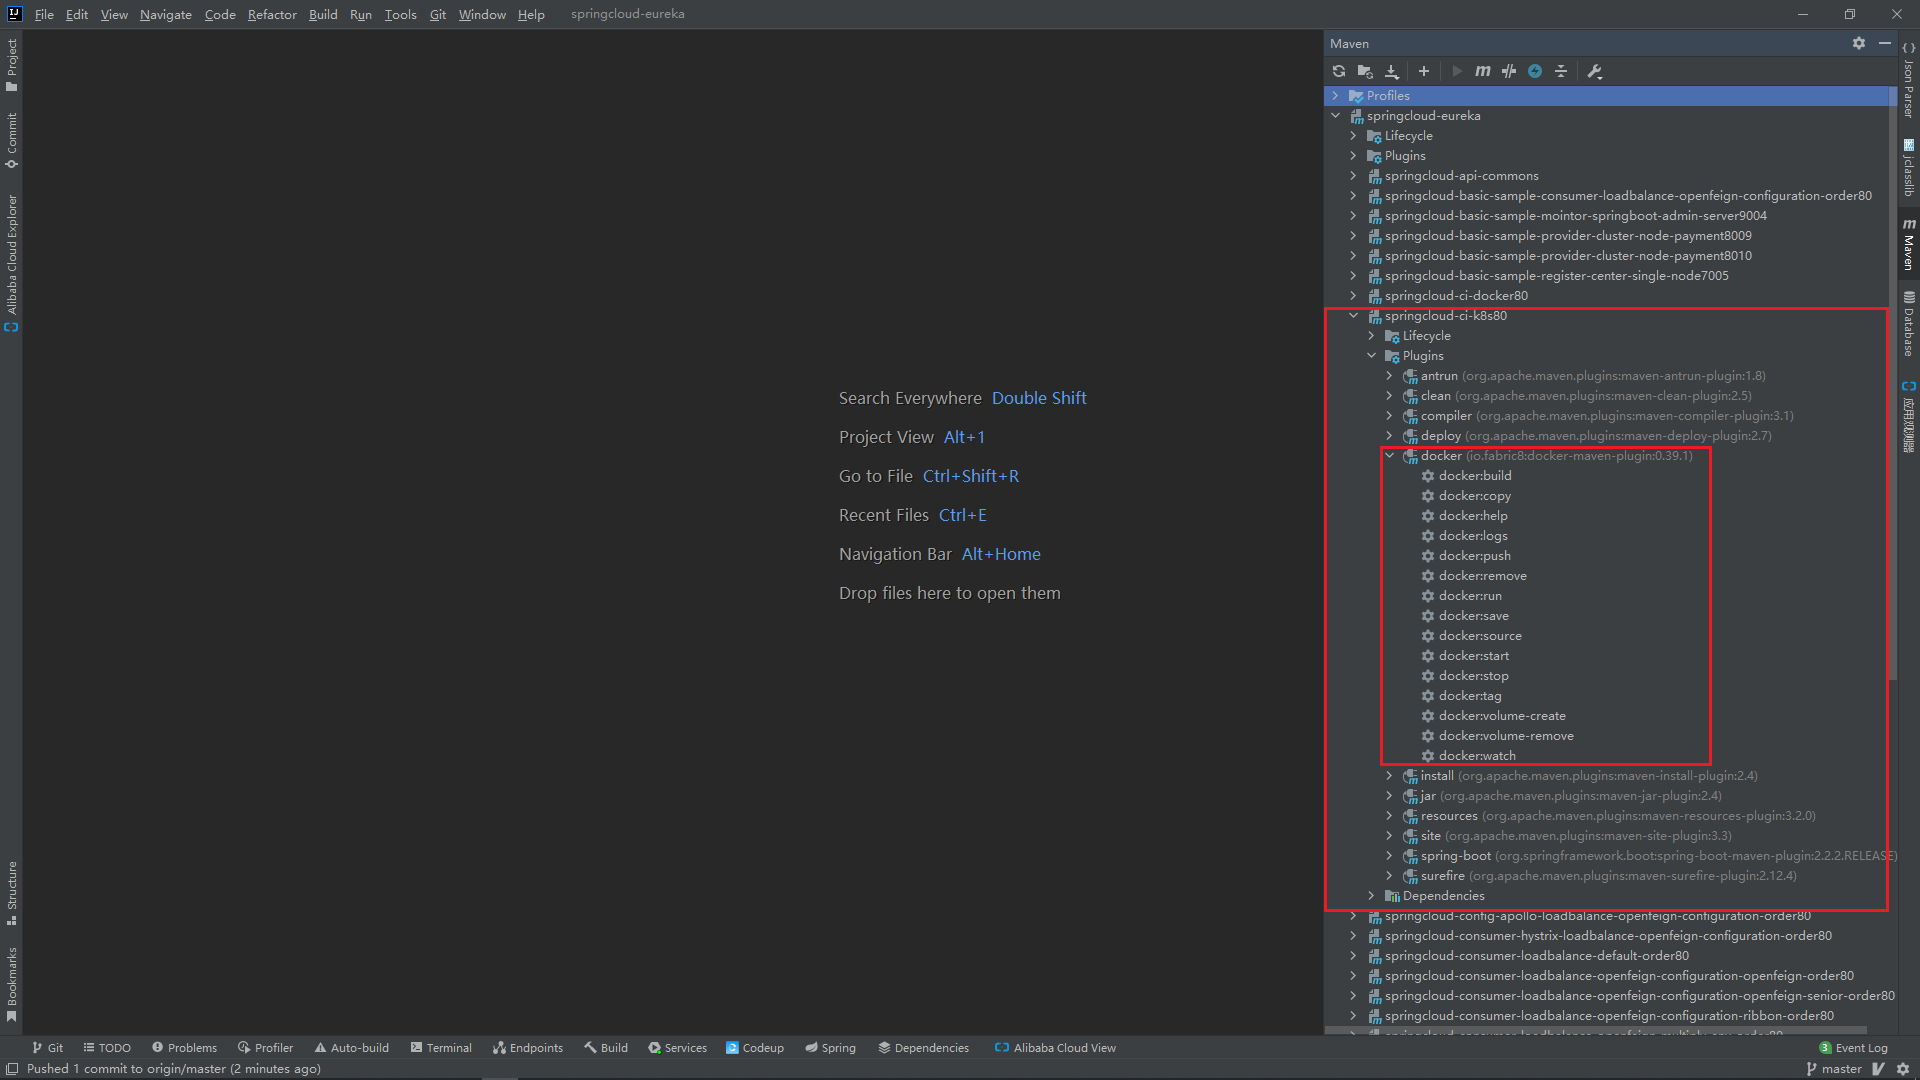 File Edit View Navigate Code Refactor Build Run Tools Git Window Help springcloud-eureka
Project
Commit
Alibaba Cloud Explorer
Structure
Bookmarks
Search Everywhere Double Shift
Project View Alt+1
Go to File Ctrl+Shift+R
Recent Files Ctrl+E
Navigation Bar Alt+Home
Drop files here to open them
Maven
Profiles
springcloud-eureka
Lifecycle
Plugins
springcloud-api-commons
springcloud-basic-sample-consumer-loadbalance-openfeign-configuration-order80
springcloud-basic-sample-mointor-springboot-admin-server9004
springcloud-basic-sample-provider-cluster-node-payment8009
springcloud-basic-sample-provider-cluster-node-payment8010
springcloud-basic-sample-register-center-single-node7005
springcloud-ci-docker80
springcloud-ci-k8s80
Lifecycle
Plugins
antrun (org.apache.maven.plugins:maven-antrun-plugin:1.8)
clean (org.apache.maven.plugins:maven-clean-plugin:2.5)
compiler (org.apache.maven.plugins:maven-compiler-plugin:3.1)
deploy (org.apache.maven.plugins:maven-deploy-plugin:2.7)
docker (io.fabric8:docker-maven-plugin:0.39.1)
docker:build
docker:copy
docker:help
docker:logs
docker:push
docker:remove
docker:run
docker:save
docker:source
docker:start
docker:stop
docker:tag
docker:volume-create
docker:volume-remove
docker:watch
install (org.apache.maven.plugins:maven-install-plugin:2.4)
jar (org.apache.maven.plugins:maven-jar-plugin:2.4)
resources (org.apache.maven.plugins:maven-resources-plugin:3.2.0)
site (org.apache.maven.plugins:maven-site-plugin:3.3)
spring-boot (org.springframework.boot:spring-boot-maven-plugin:2.2.2.RELEASE)
surefire (org.apache.maven.plugins:maven-surefire-plugin:2.12.4)
Dependencies
springcloud-config-apollo-loadbalance-openfeign-configuration-order80
springcloud-consumer-hystrix-loadbalance-openfeign-configuration-order80
springcloud-consumer-loadbalance-default-order80
springcloud-consumer-loadbalance-openfeign-configuration-openfeign-order80
springcloud-consumer-loadbalance-openfeign-configuration-openfeign-senior-order80
springcloud-consumer-loadbalance-openfeign-configuration-ribbon-order80
Json Parser
jclasslib
Maven
Database
应用观测器
Git TODO Problems Profiler Auto-build Terminal Endpoints Build Services Codeup Spring Dependencies Alibaba Cloud View 3 Event Log
Pushed 1 commit to origin/master (2 minutes ago) master